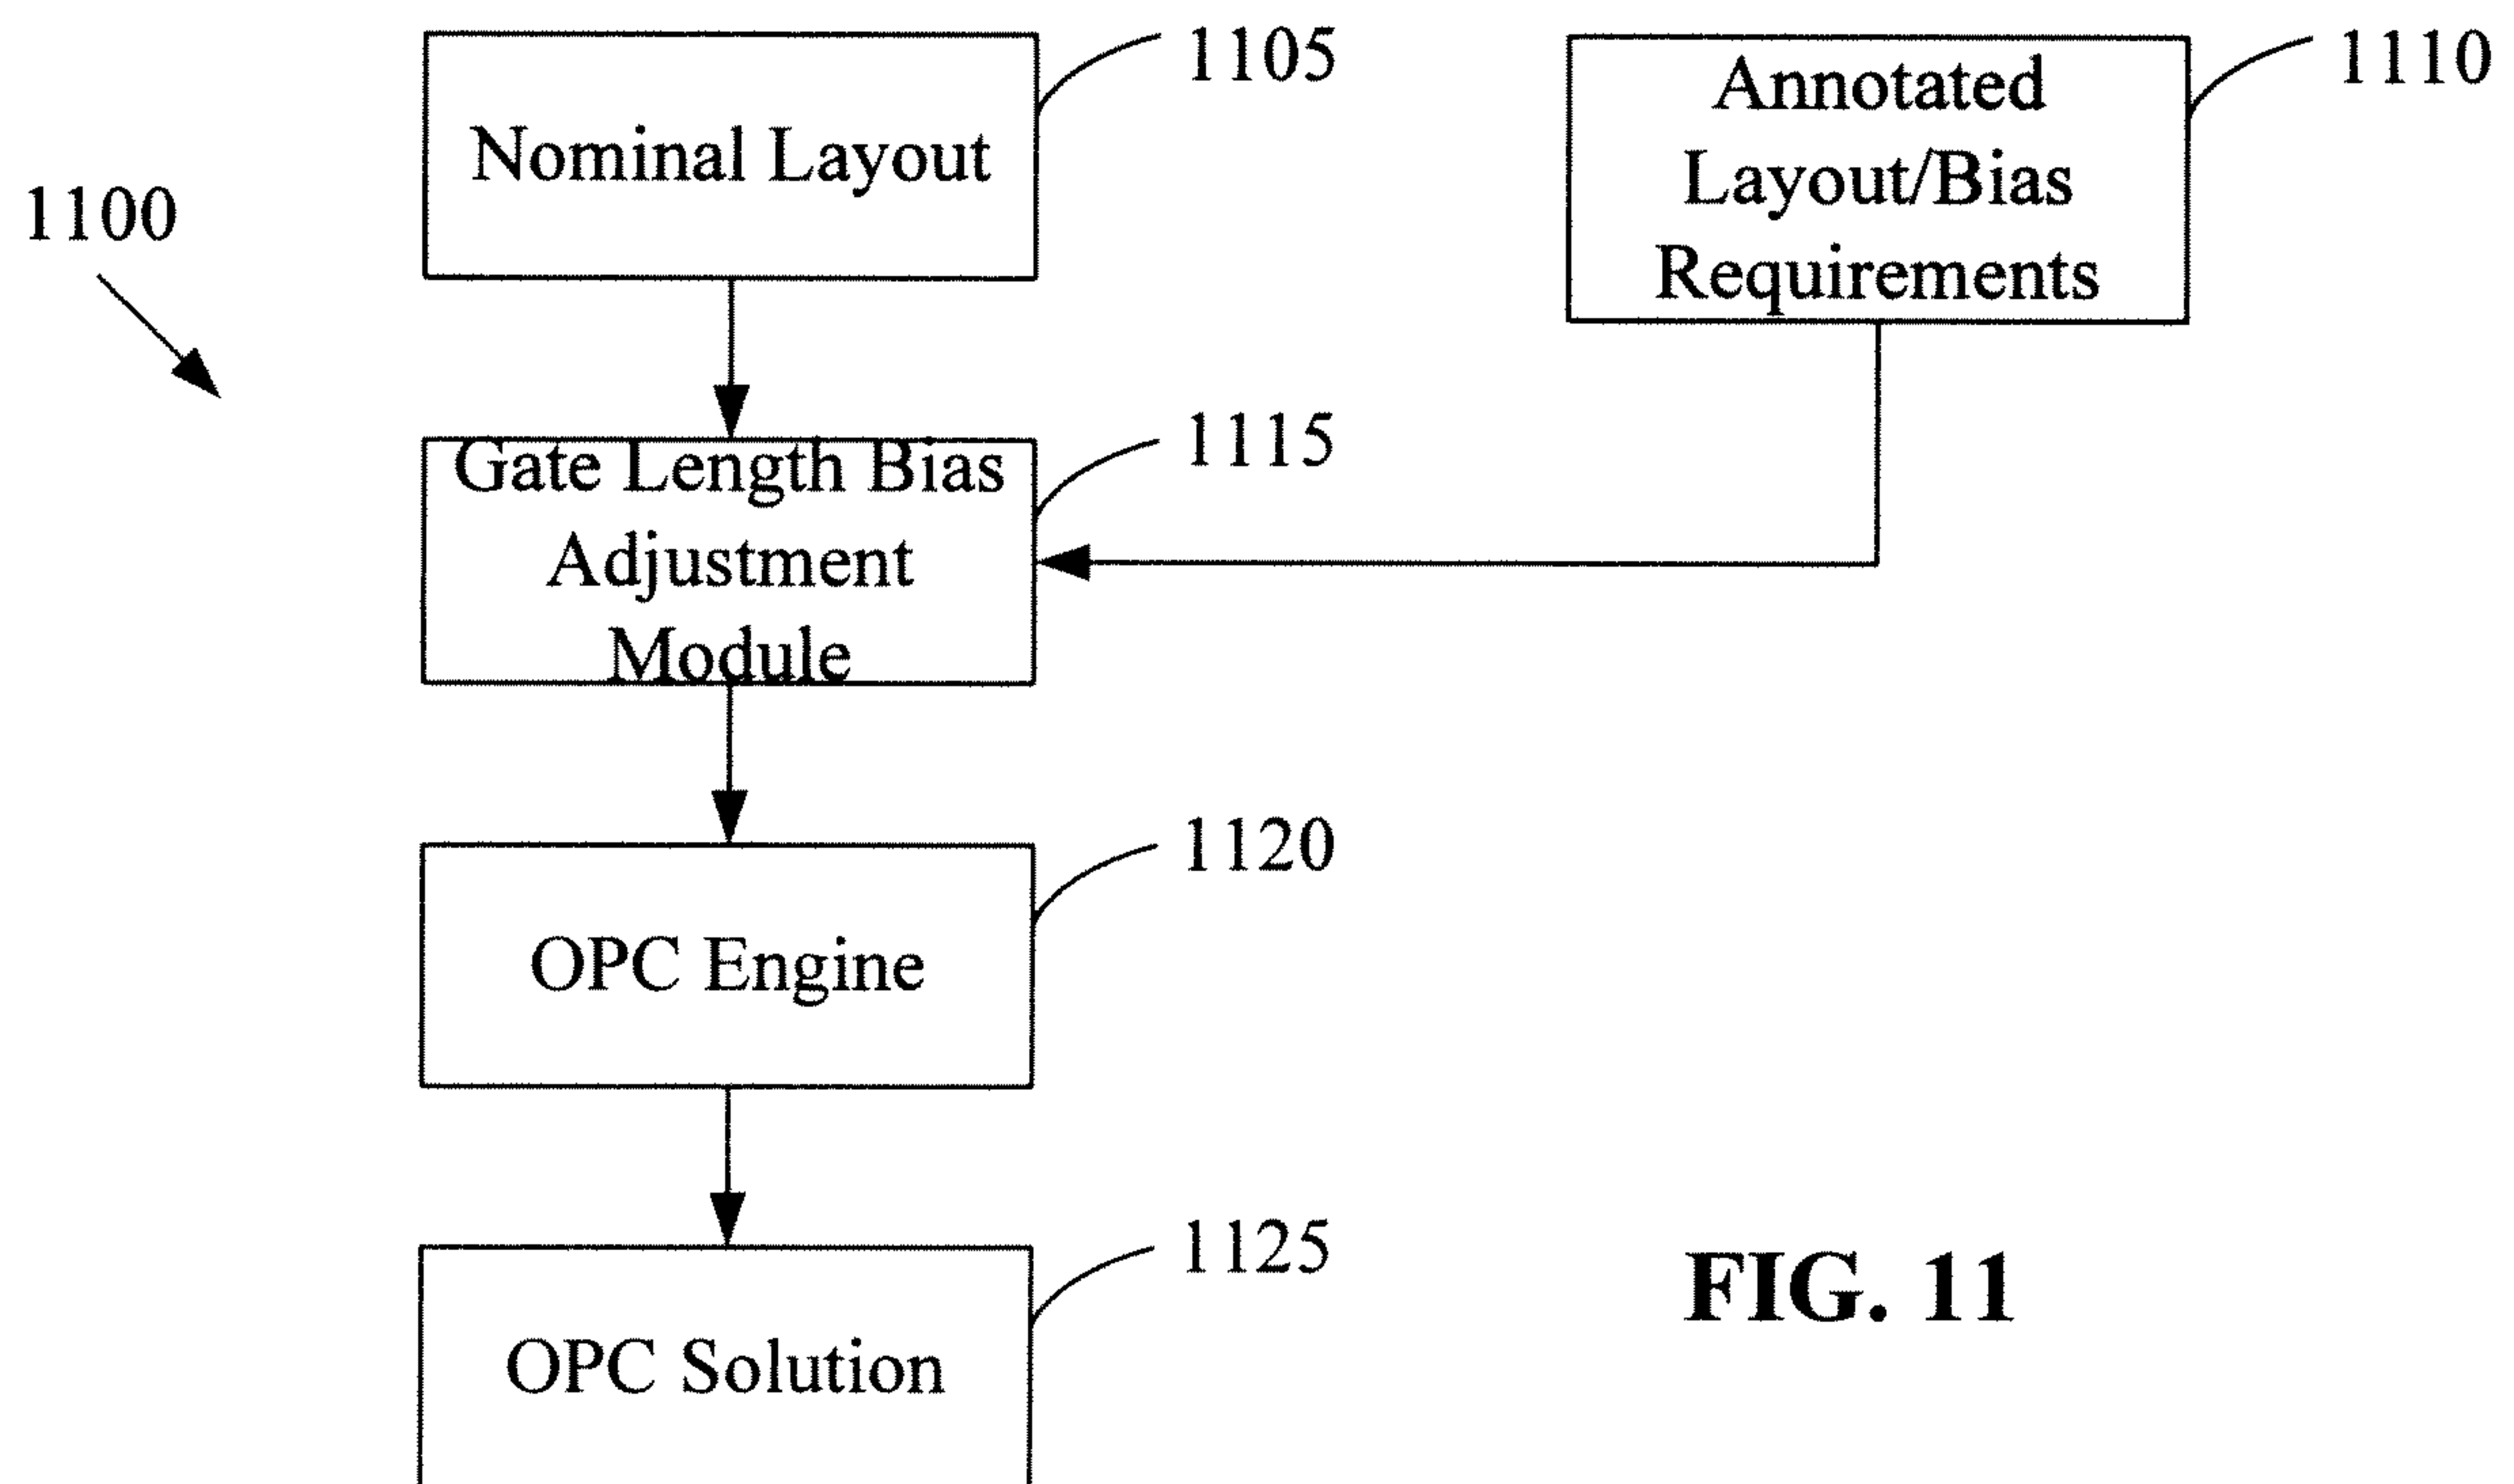 1105
1110
Nominal Layout
Annotated
Layout/Bias
Requirements
1100
1115
Gate Length Bias
Adjustment
Module
1120
OPC Engine
1125
OPC Solution
FIG. 11